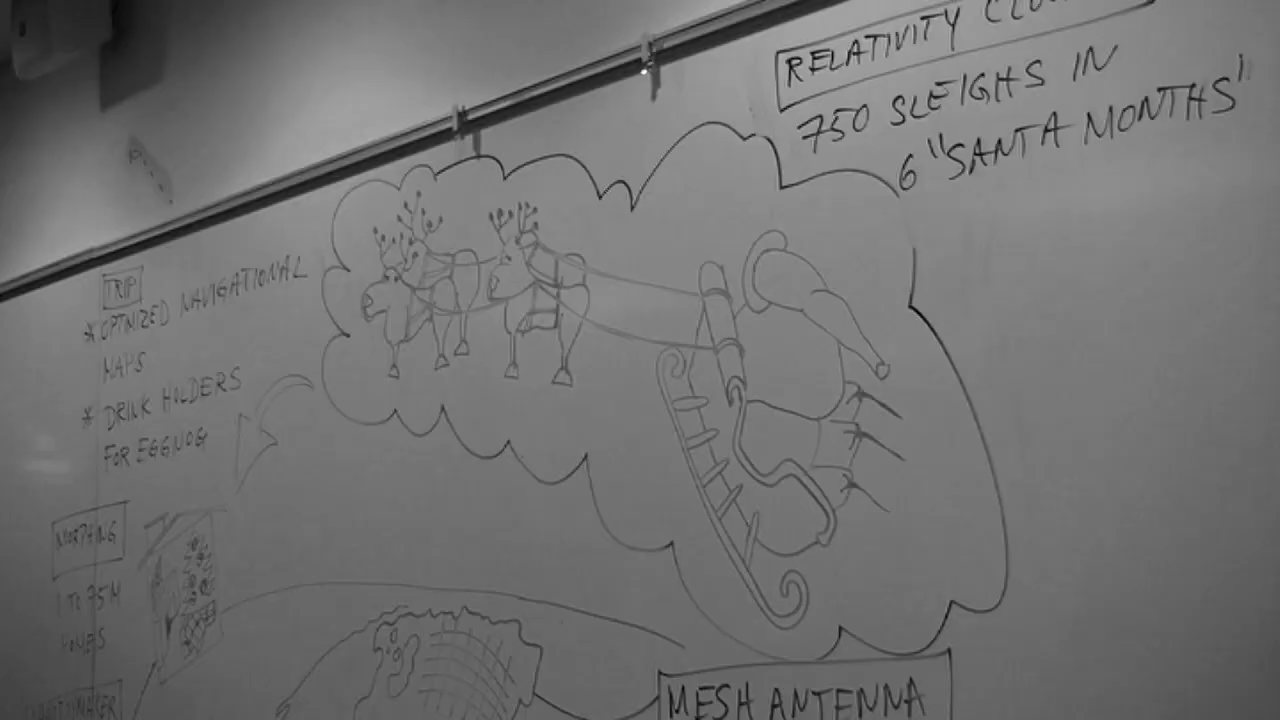 RELATIVITY
750 SLEIGHS IN
6 "SANTA MONTHS"
TRIP
* OPTIMIZED NAVIGATIONAL
MAPS
* DRINK HOLDERS
FOR EGGNOG
MORPHING
1 TO 75M
HOMES
MESH ANTENNA